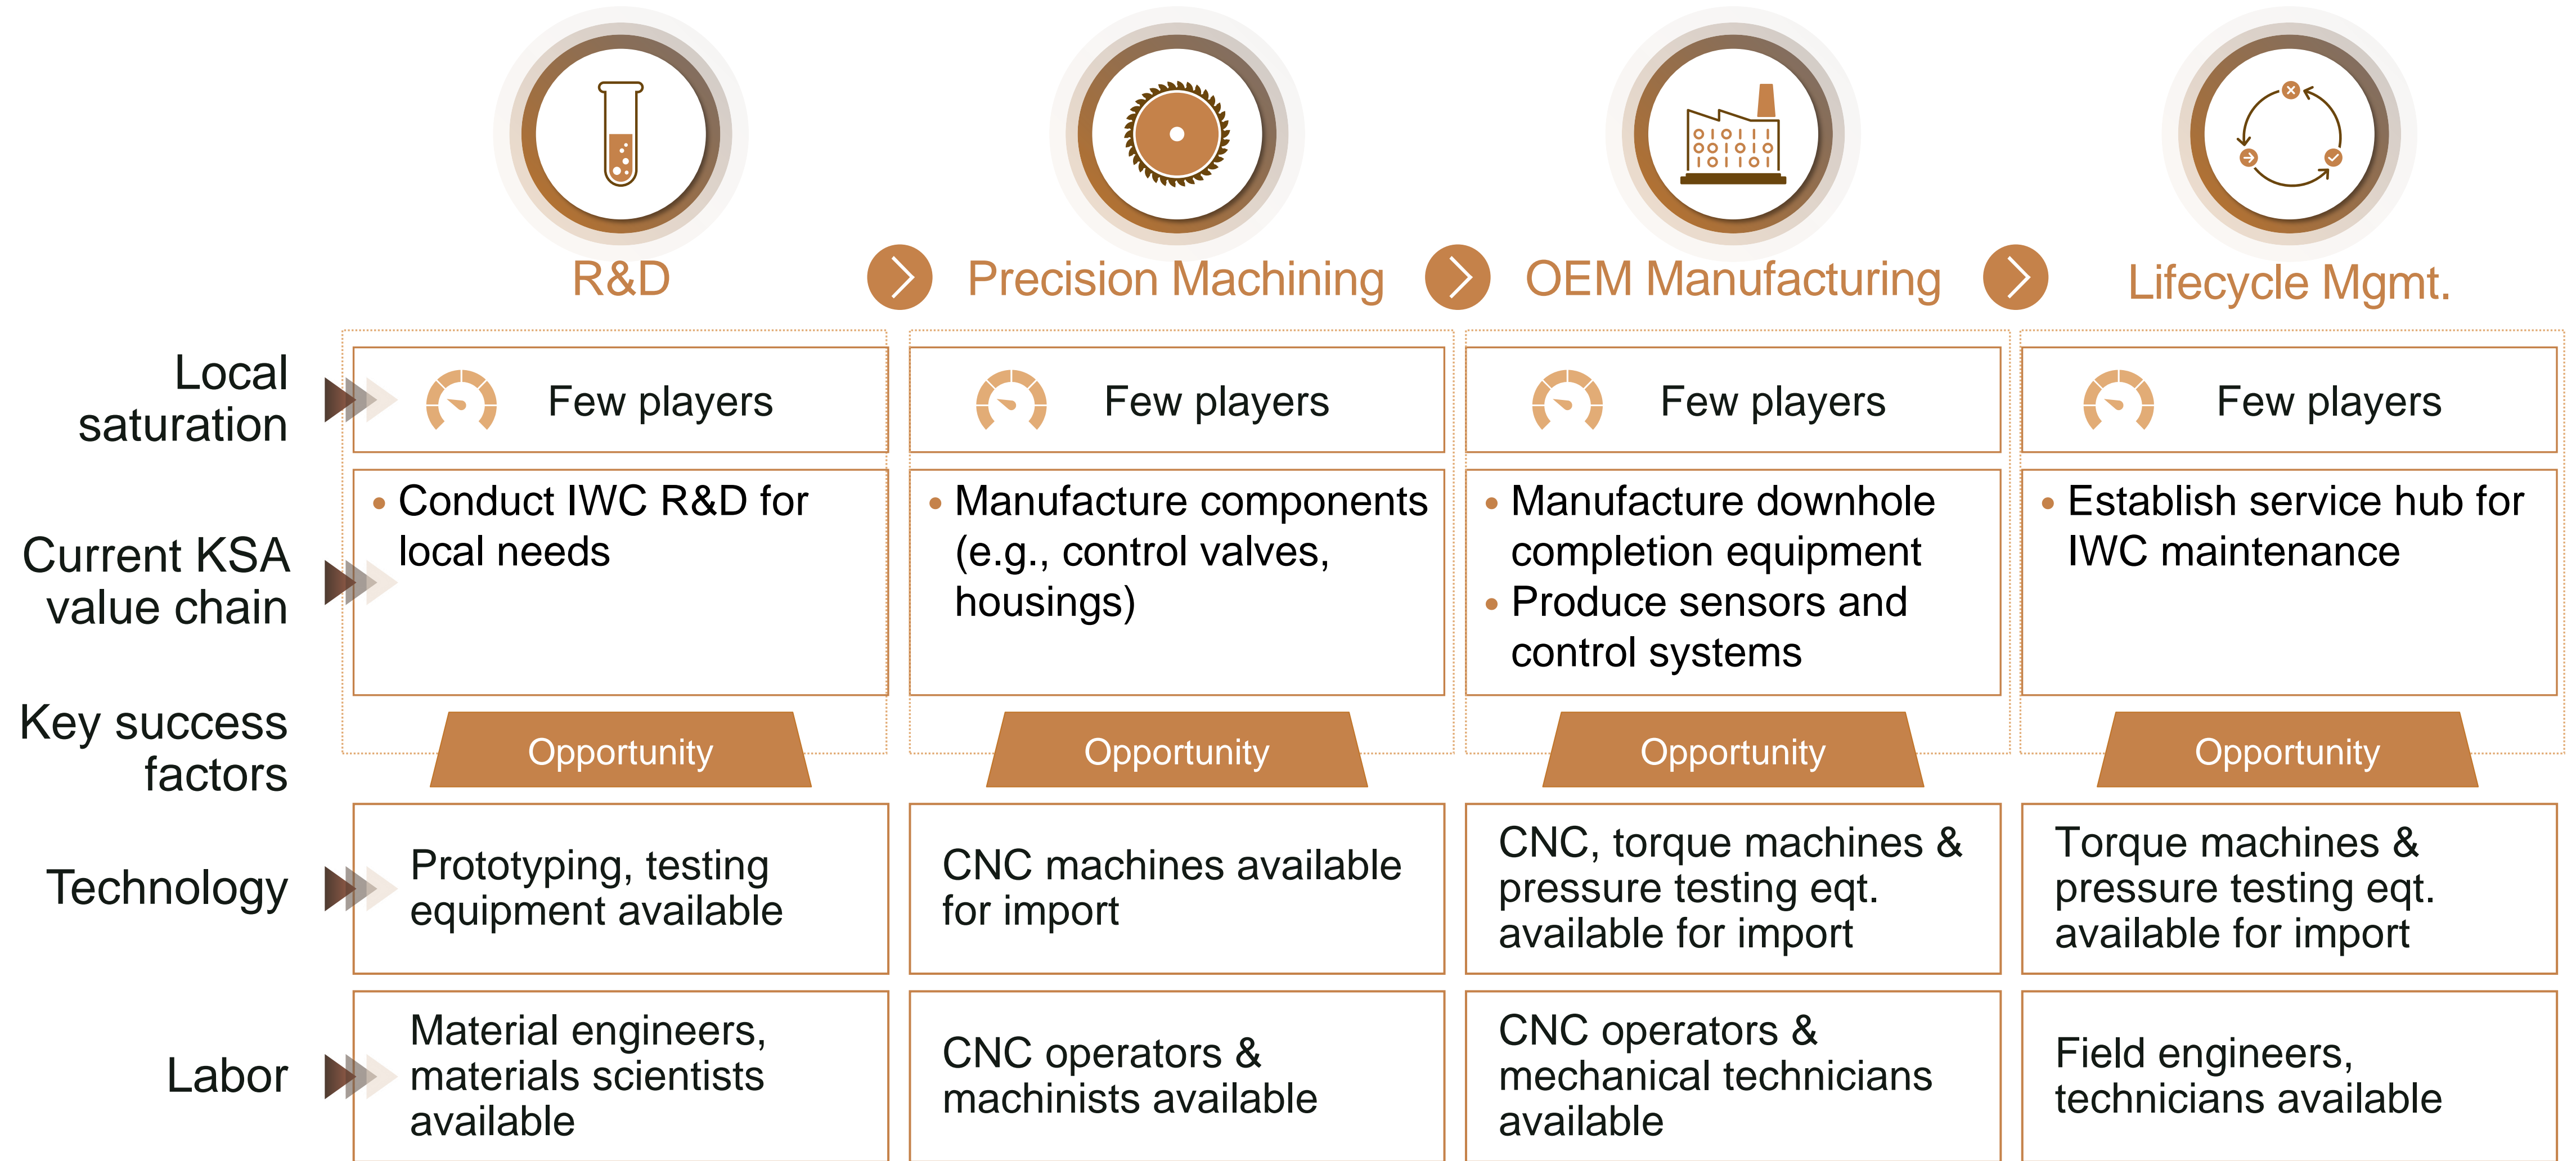 R&D
Precision Machining
OEM Manufacturing
Lifecycle Mgmt.
Local
saturation
Few players
Few players
Few players
Few players
Current KSA
value chain
• Conduct IWC R&D for
local needs
• Manufacture components
(e.g., control valves,
housings)
• Manufacture downhole
completion equipment
• Produce sensors and
control systems
• Establish service hub for
IWC maintenance
Key success
factors
Opportunity
Opportunity
Opportunity
Opportunity
Technology
Prototyping, testing
equipment available
CNC machines available
for import
CNC, torque machines &
pressure testing eqt.
available for import
Torque machines &
pressure testing eqt.
available for import
Labor
Material engineers,
materials scientists
available
CNC operators &
machinists available
CNC operators &
mechanical technicians
available
Field engineers,
technicians available